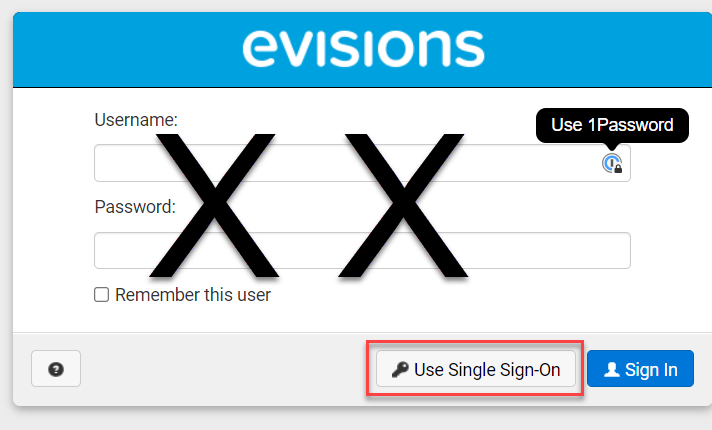 evisions
Username:
Use 1Password
Password:
X X
Remember this user
?
Use Single Sign-On
Sign In